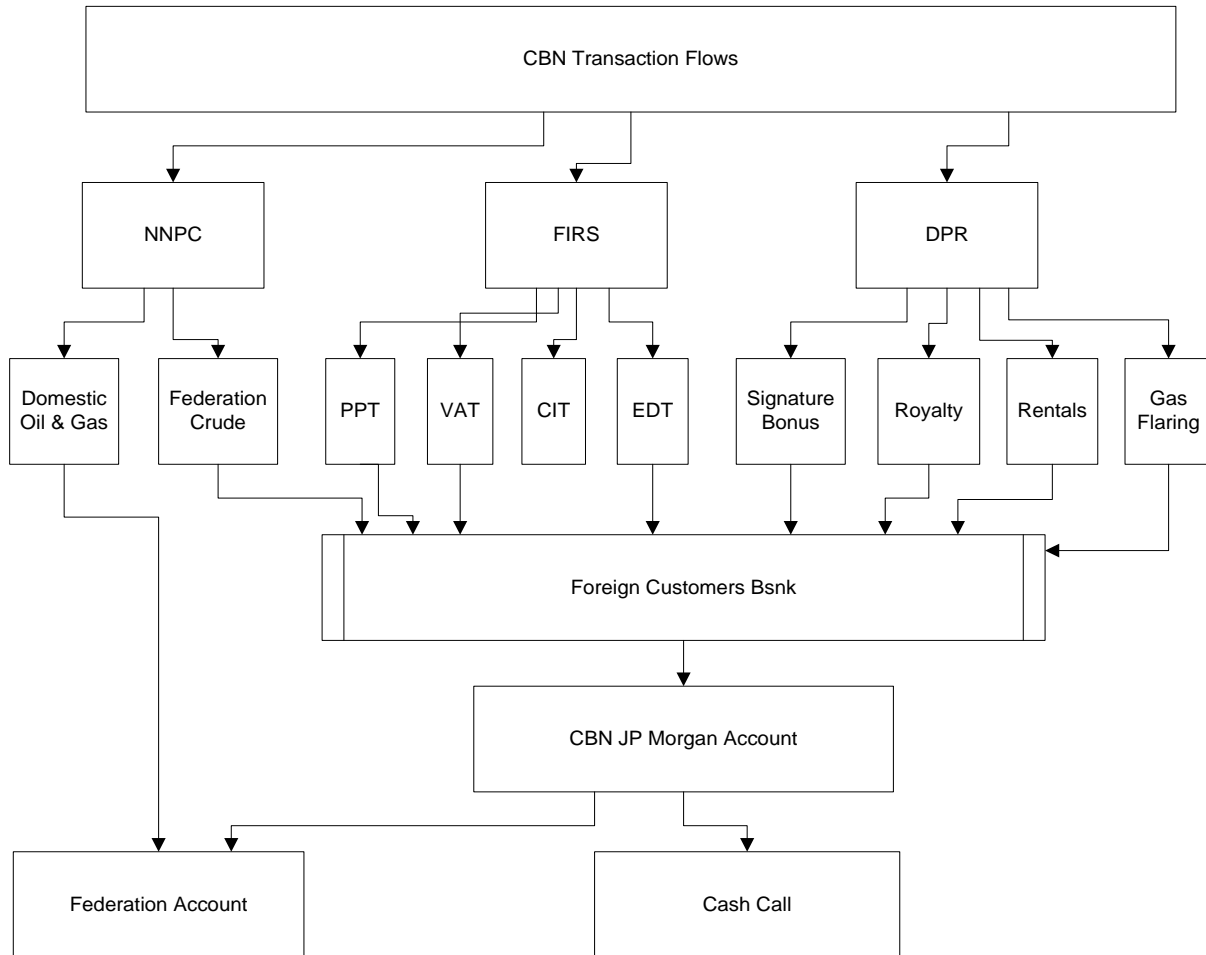 CBN Transaction Flows
NNPC
FIRS
DPR
Domestic
Oil & Gas
Federation
Crude
PPT
VAT
CIT
EDT
Signature
Bonus
Royalty
Rentals
Gas
Flaring
Foreign Customers Bsnk
CBN JP Morgan Account
Federation Account
Cash Call